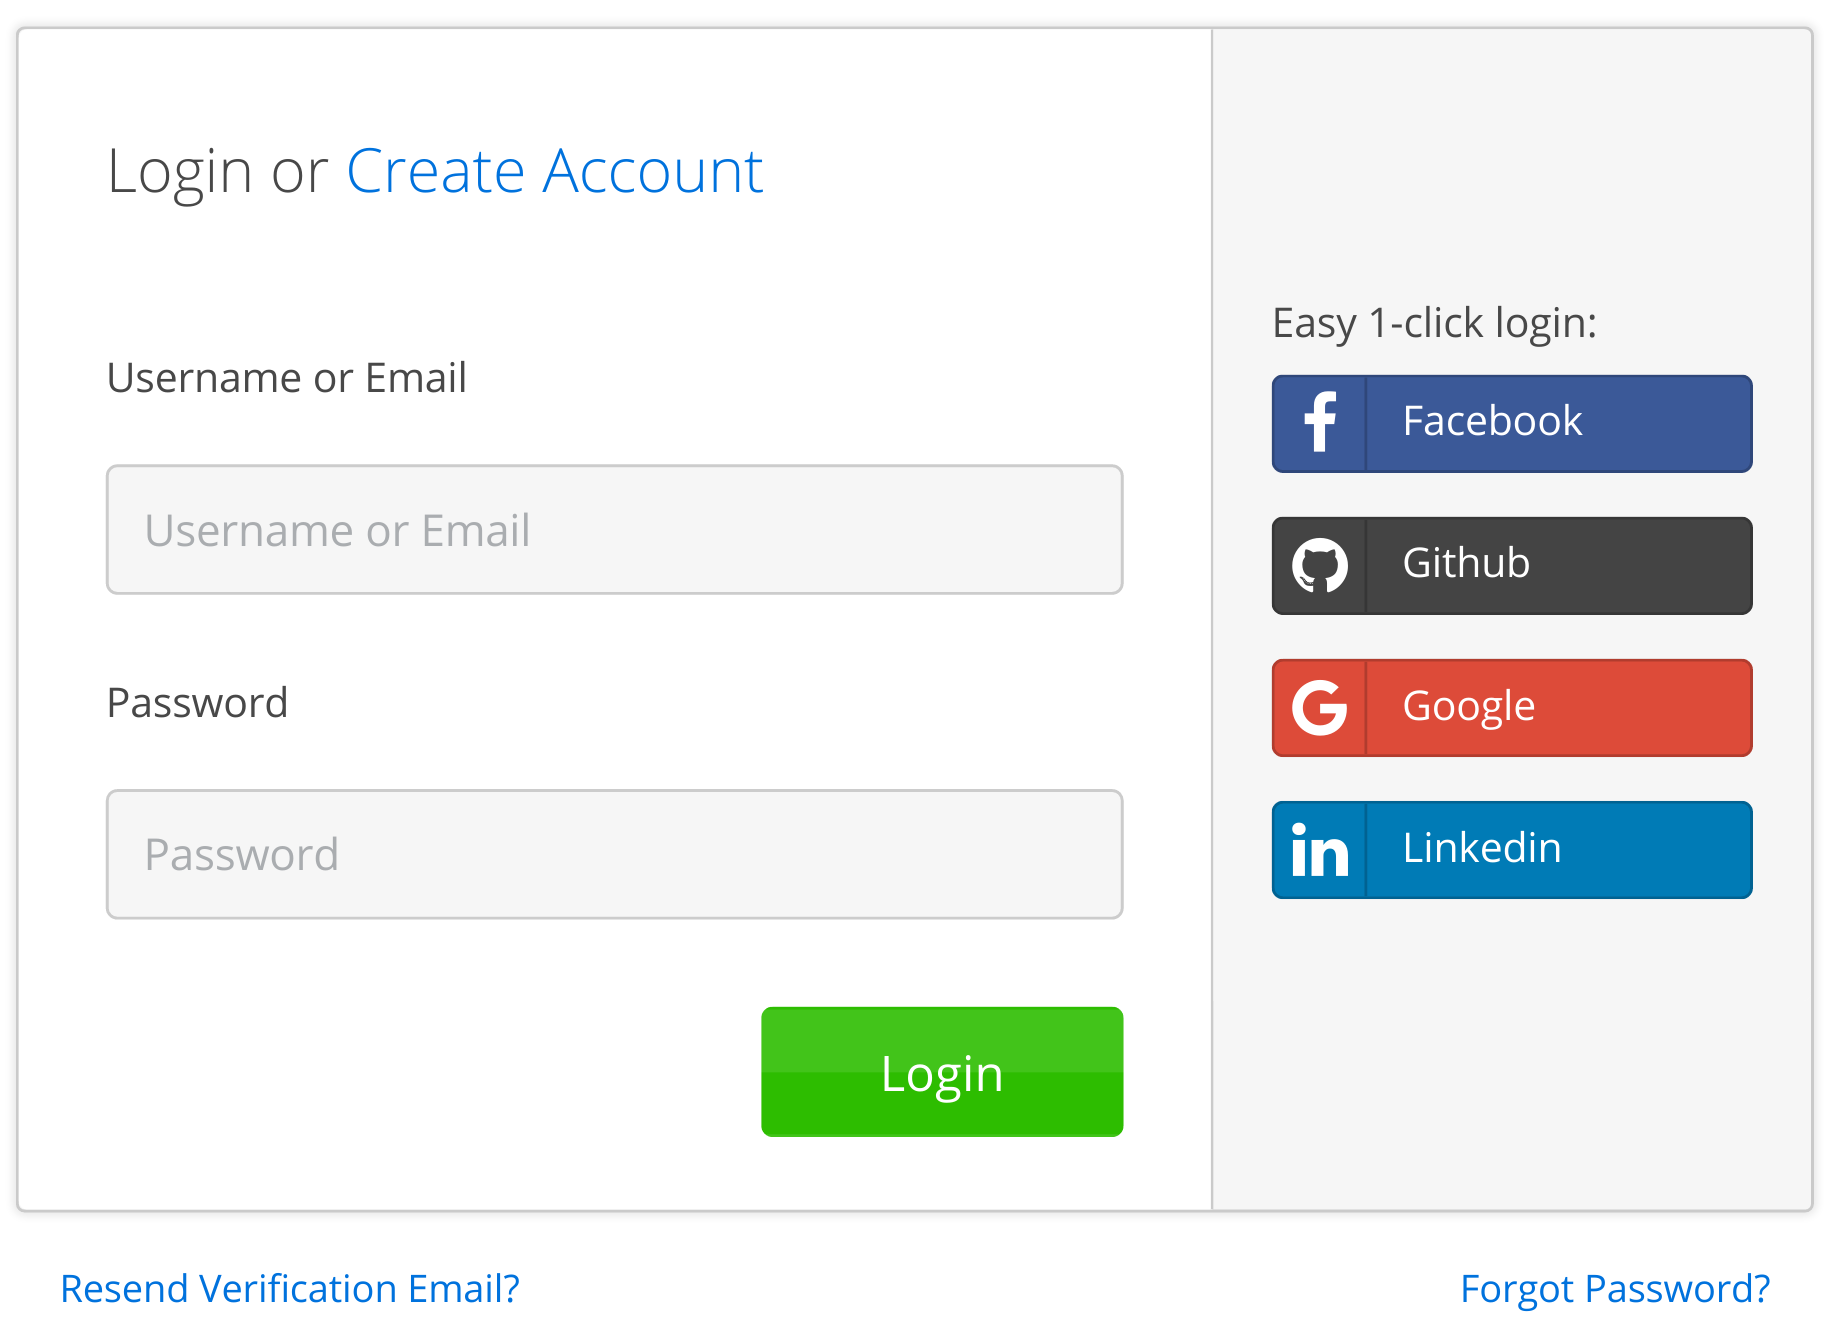 Login or Create Account
Username or Email
Username or Email
Password
Password
Login
Easy 1-click login:
Facebook
Github
Google
Linkedin
Resend Verification Email?
Forgot Password?